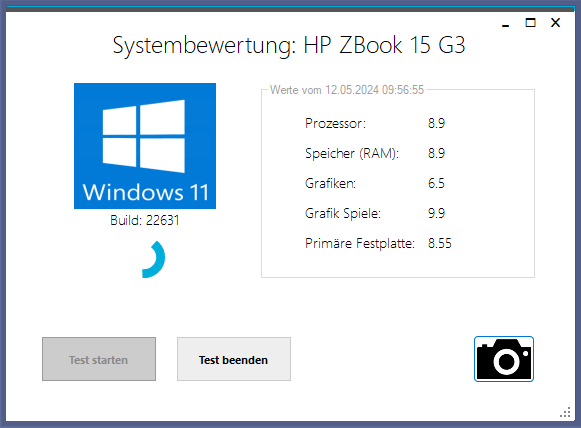 Systembewertung: HP ZBook 15 G3
Windows 11
Build: 22631
Werte vom 12.05.2024 09:56:55
Prozessor: 8.9
Speicher (RAM): 8.9
Grafiken: 6.5
Grafik Spiele: 9.9
Primäre Festplatte: 8.55
Test starten
Test beenden